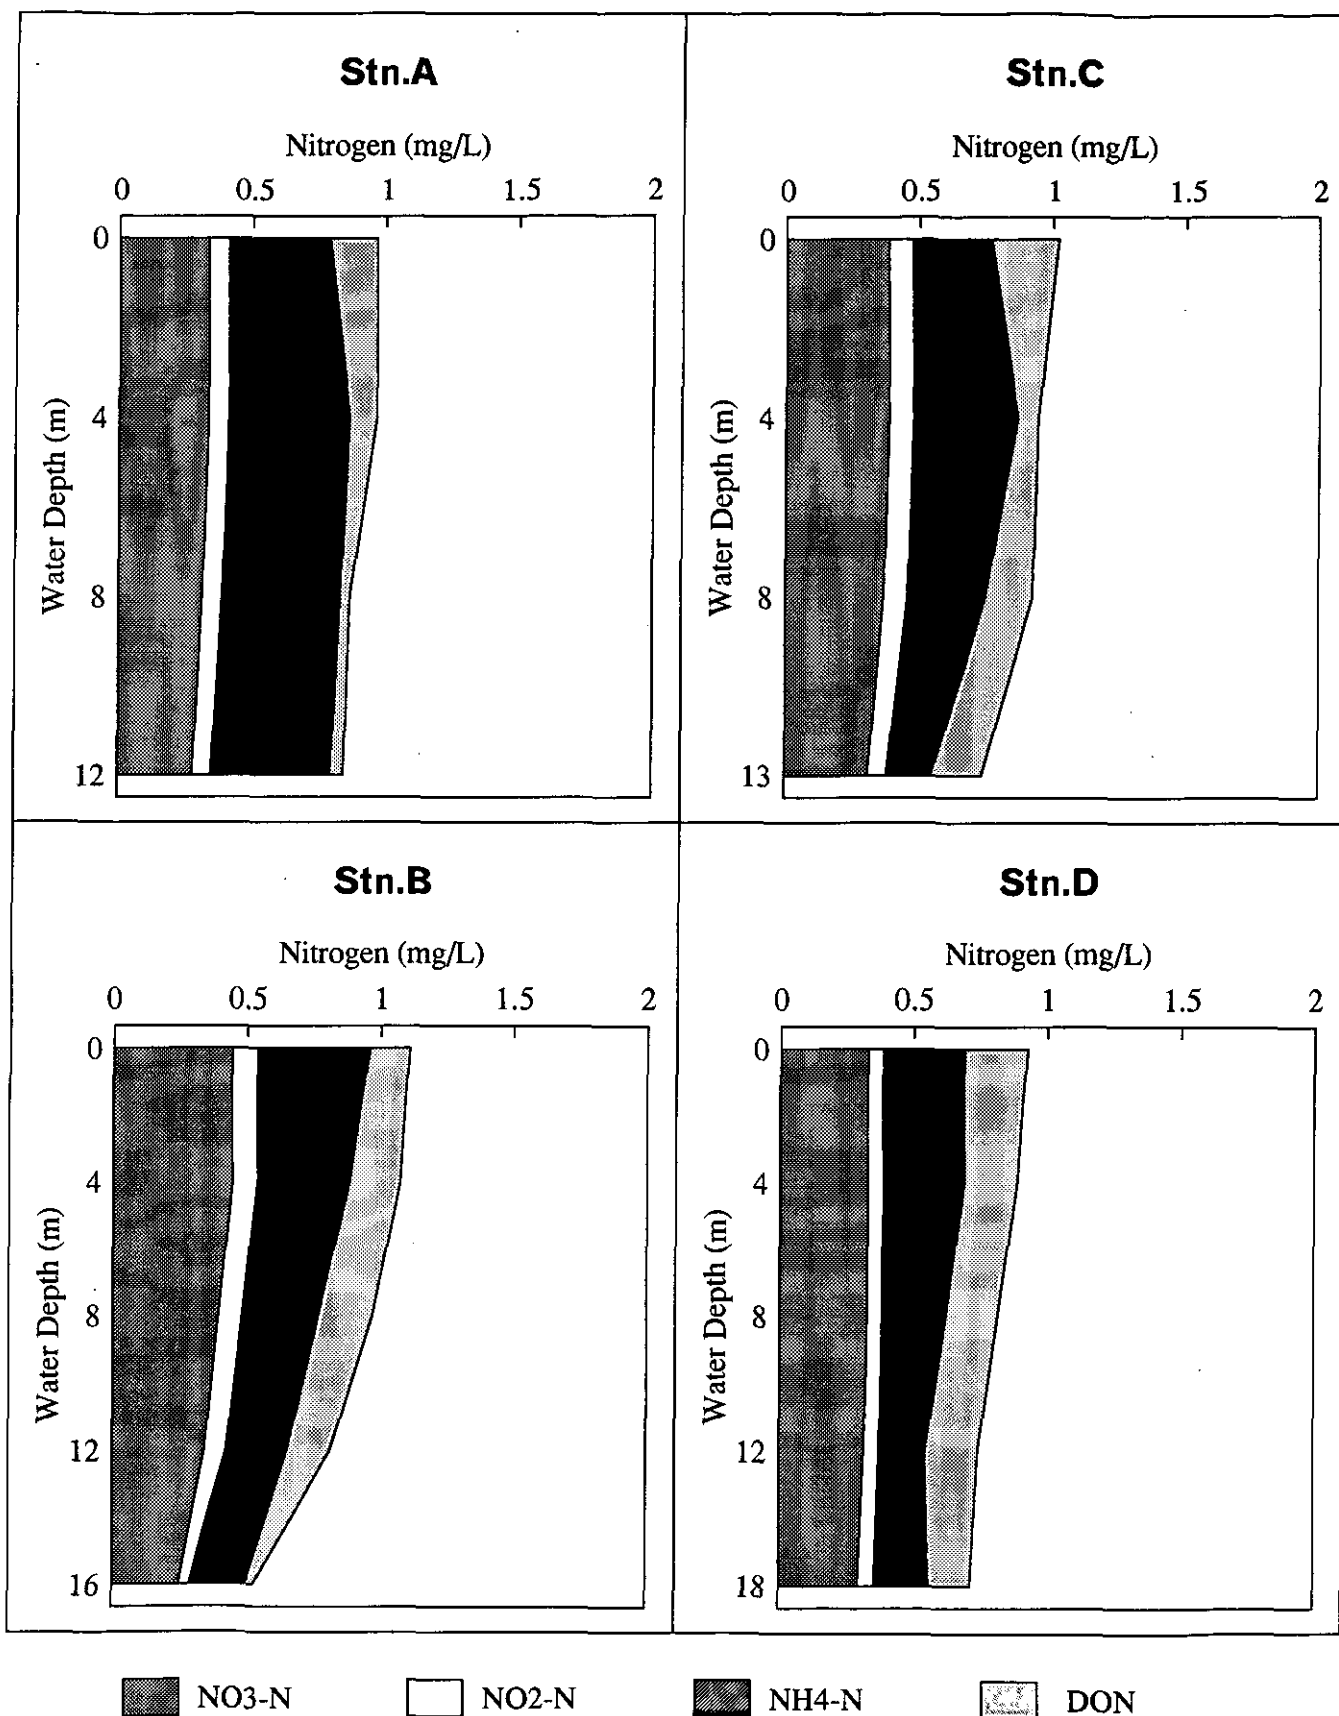 Stn.A
Nitrogen (mg/L)
0 0.5 1 1.5 2
Water Depth (m)
0
4
8
12
Stn.C
Nitrogen (mg/L)
0 0.5 1 1.5 2
Water Depth (m)
0
4
8
13
Stn.B
Nitrogen (mg/L)
0 0.5 1 1.5 2
Water Depth (m)
0
4
8
12
16
Stn.D
Nitrogen (mg/L)
0 0.5 1 1.5 2
Water Depth (m)
0
4
8
12
18
NO3-N NO2-N NH4-N DON